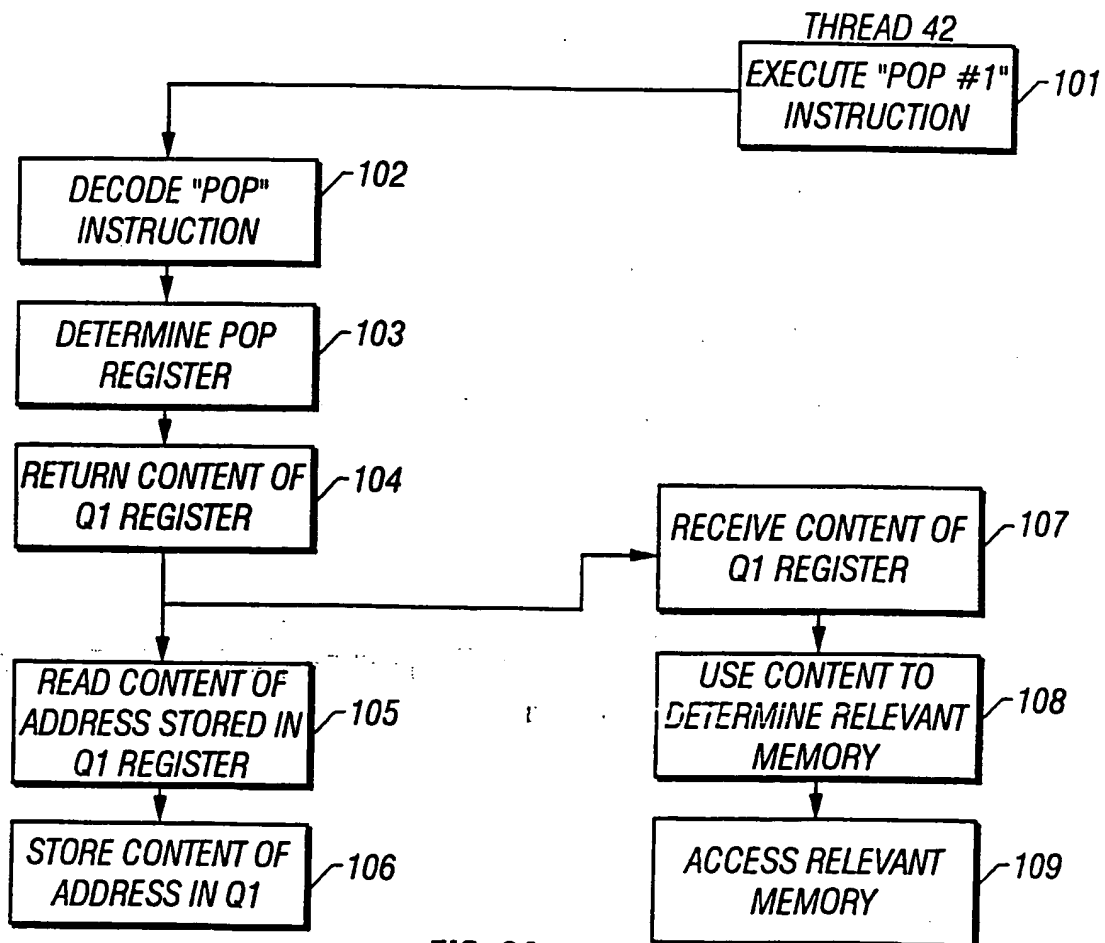 THREAD 42
EXECUTE "POP #1"
INSTRUCTION
101
DECODE "POP"
INSTRUCTION
102
DETERMINE POP
REGISTER
103
RETURN CONTENT OF
Q1 REGISTER
104
RECEIVE CONTENT OF
Q1 REGISTER
107
READ CONTENT OF
ADDRESS STORED IN
Q1 REGISTER
105
USE CONTENT TO
DETERMINE RELEVANT
MEMORY
108
STORE CONTENT OF
ADDRESS IN Q1
106
ACCESS RELEVANT
MEMORY
109